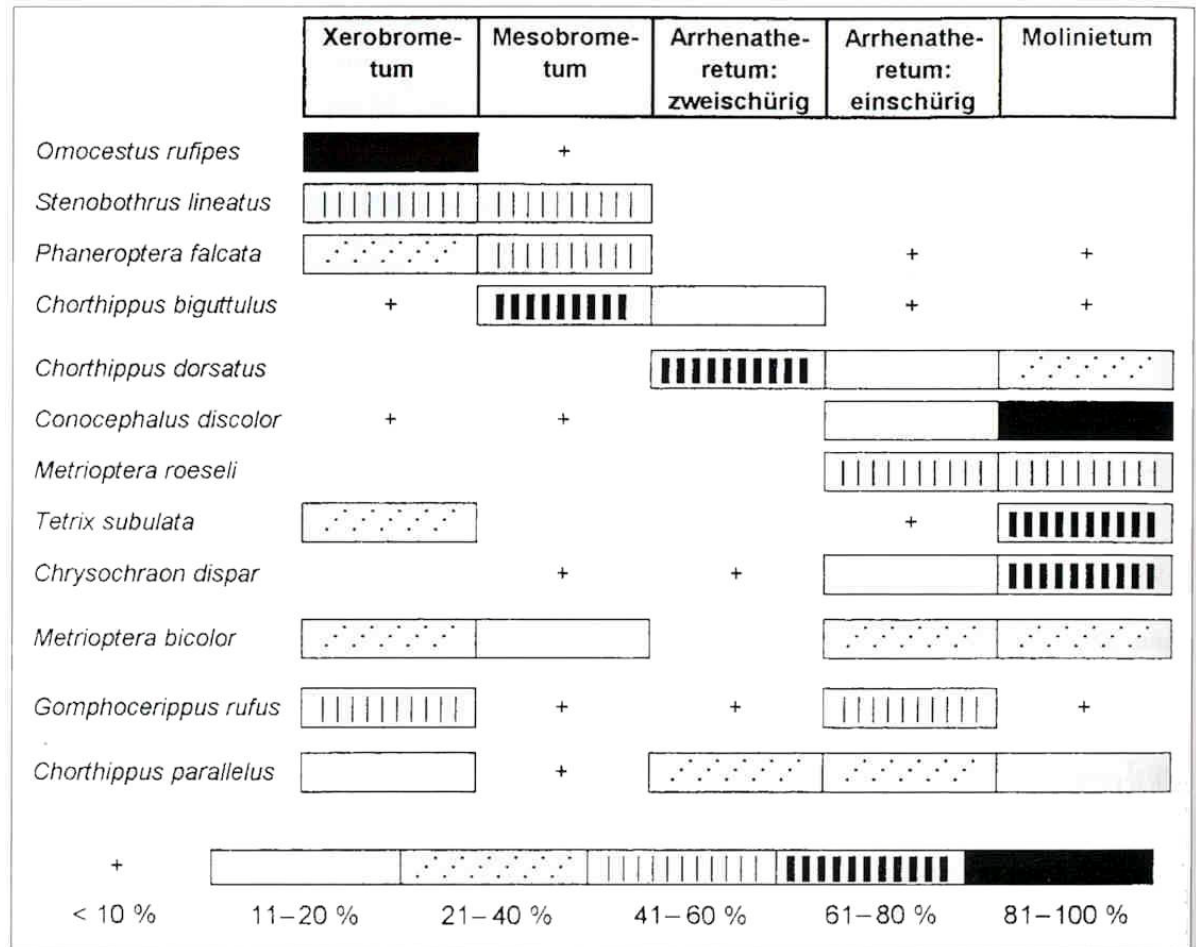 Xerobrome-
tum
Mesobrome-
tum
Arrhenathe-
retum:
zweischürig
Arrhenathe-
retum:
einschürig
Molinietum
Omocestus rufipes +
Stenobothrus lineatus
Phaneroptera falcata + +
Chorthippus biguttulus + + +
Chorthippus dorsatus
Conocephalus discolor + +
Metrioptera roeseli
Tetrix subulata +
Chrysochraon dispar + +
Metrioptera bicolor
Gomphocerippus rufus + + +
Chorthippus parallelus +
+
< 10 % 11–20 % 21–40 % 41–60 % 61–80 % 81–100 %